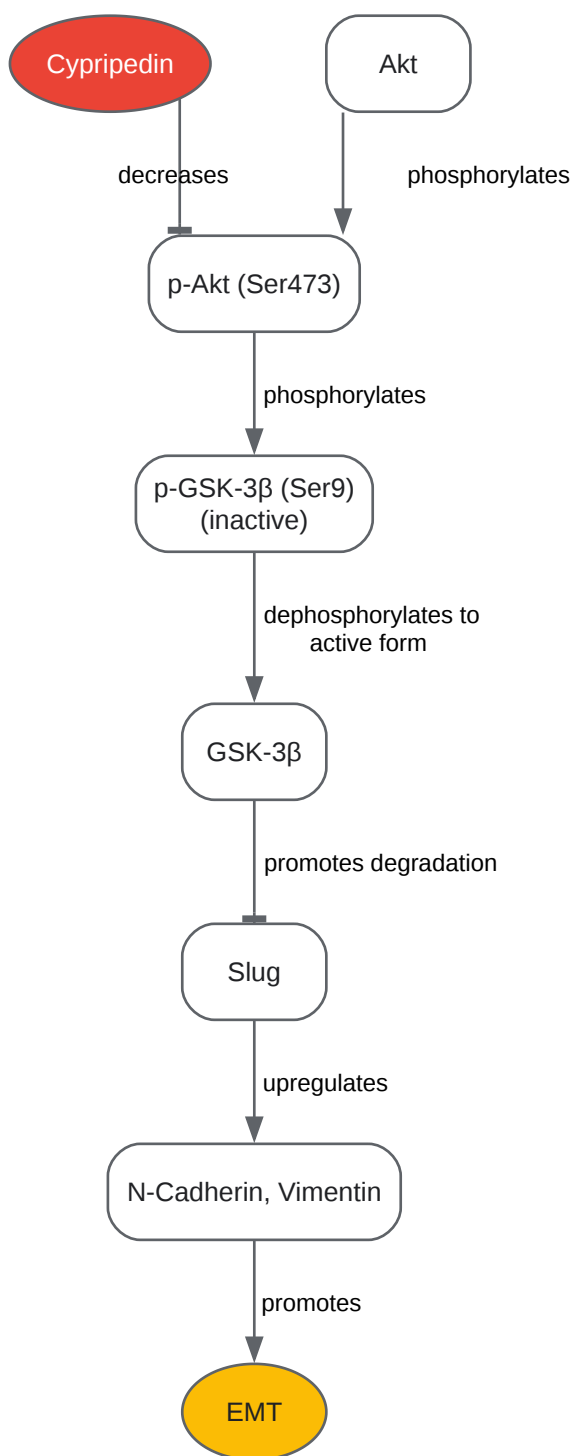 Cypripedin
Akt
decreases
phosphorylates
p-Akt (Ser473)
phosphorylates
p-GSK-3β (Ser9)
(inactive)
dephosphorylates to
active form
GSK-3β
promotes degradation
Slug
upregulates
N-Cadherin, Vimentin
promotes
EMT